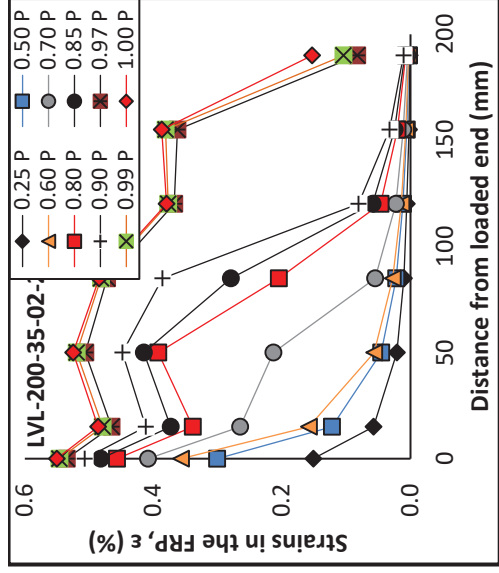 LVL-200-35-02-
0.25 P
0.50 P
0.60 P
0.70 P
0.80 P
0.85 P
0.90 P
0.97 P
0.99 P
1.00 P
Strains in the FRP, ε (%)
0.6
0.4
0.2
0.0
0
50
100
150
200
Distance from loaded end (mm)